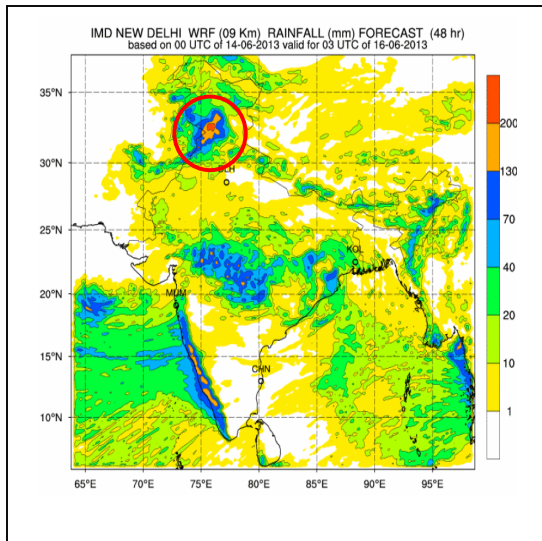 IMD NEW DELHI WRF (09 Km) RAINFALL (mm) FORECAST (48 hr)
based on 00 UTC of 14-06-2013 valid for 03 UTC of 16-06-2013
35°N
30°N
25°N
20°N
15°N
10°N
65°E
70°E
75°E
80°E
85°E
90°E
95°E
LH
KOL
MUM
CHN
200
130
70
40
20
10
1